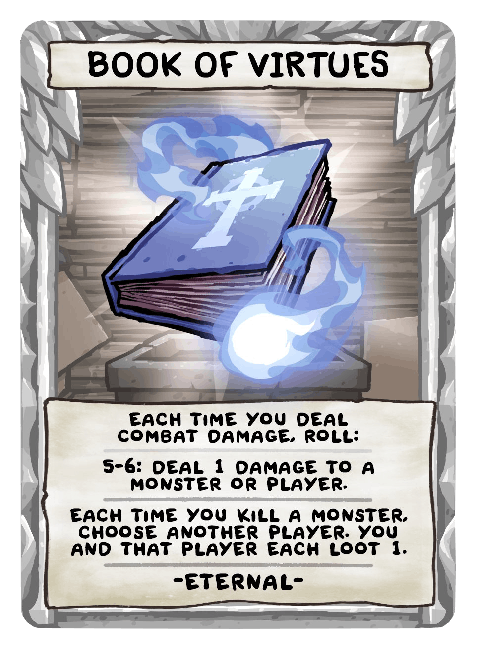 BOOK OF VIRTUES
EACH TIME YOU DEAL
COMBAT DAMAGE, ROLL:
5-6: DEAL 1 DAMAGE TO A
MONSTER OR PLAYER.
EACH TIME YOU KILL A MONSTER,
CHOOSE ANOTHER PLAYER. YOU
AND THAT PLAYER EACH LOOT 1.
-ETERNAL-